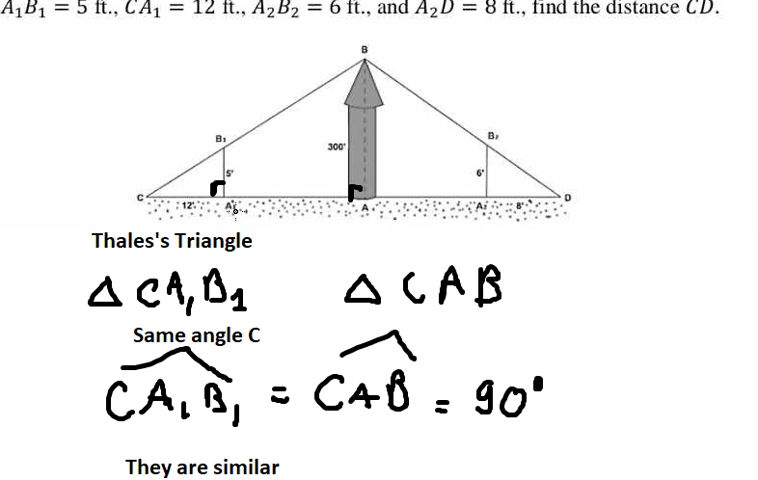 A₁B₁ = 5 ft., CA₁ = 12 ft., A₂B₂ = 6 ft., and A₂D = 8 ft., find the distance CD.
B
B₁
B₂
300'
5'
6'
C
D
12'
A₁
A
A₂
8'
Thales's Triangle
Δ CA₁B₁ Δ CAB
Same angle C
CA₁B₁ = CAB = 90°
They are similar